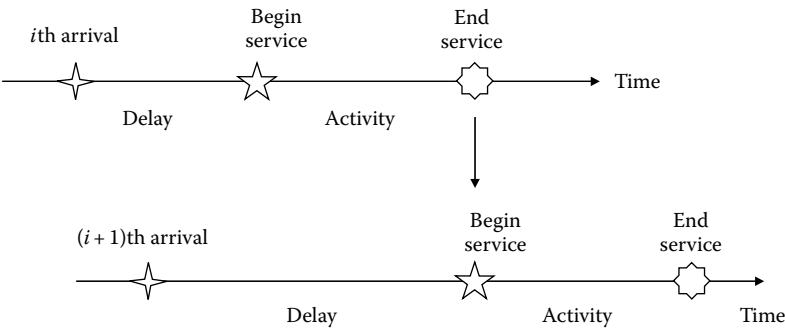 ith arrival
Begin
service
End
service
Time
Delay
Activity
(i + 1)th arrival
Begin
service
End
service
Delay
Activity
Time